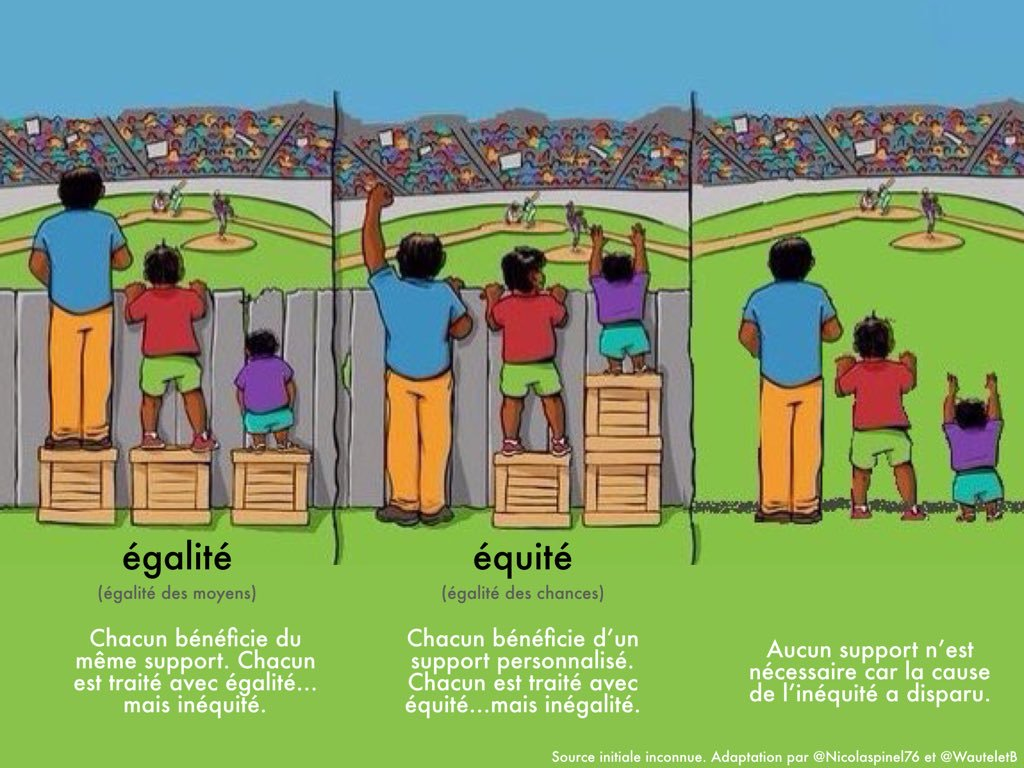 égalité
(égalité des moyens)
Chacun bénéficie du
même support. Chacun
est traité avec égalité...
mais inéquité.
équité
(égalité des chances)
Chacun bénéficie d’un
support personnalisé.
Chacun est traité avec
équité...mais inégalité.
Aucun support n’est
nécessaire car la cause
de l’inéquité a disparu.
Source initiale inconnue. Adaptation par @Nicolaspinel76 et @WauteletB